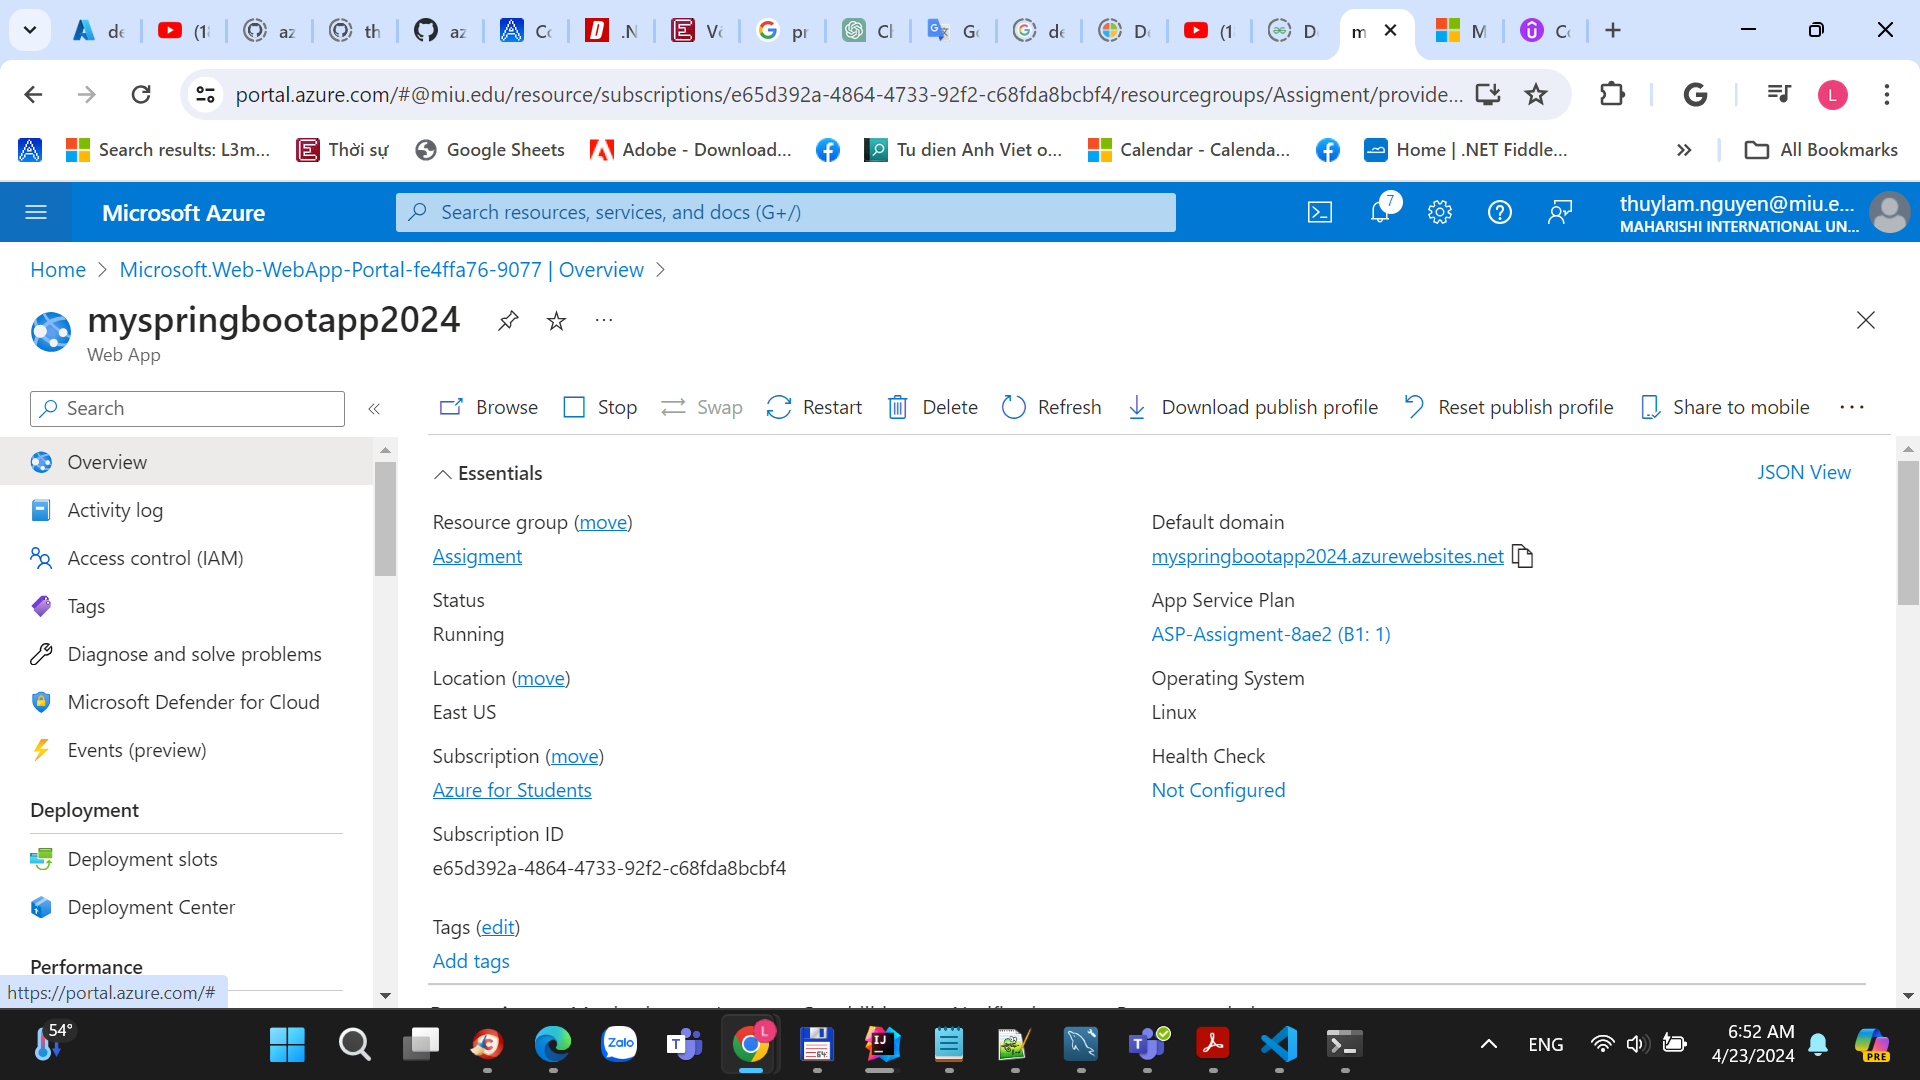 de
(1
az
th
az
Co
.N
Vo
pr
Ch
Go
de
De
(1
D
m
M
Co
portal.azure.com/#@miu.edu/resource/subscriptions/e65d392a-4864-4733-92f2-c68fda8bcbf4/resourcegroups/Assigment/provide...
L
Search results: L3m...
Thời sự
Google Sheets
Adobe - Download...
Tu dien Anh Viet o...
Calendar - Calenda...
Home | .NET Fiddle...
All Bookmarks
Microsoft Azure
Search resources, services, and docs (G+/)
7
thuylam.nguyen@miu.e...
MAHARISHI INTERNATIONAL UN...
Home > Microsoft.Web-WebApp-Portal-fe4ffa76-9077 | Overview >
myspringbootapp2024
Web App
Search
Browse
Stop
Swap
Restart
Delete
Refresh
Download publish profile
Reset publish profile
Share to mobile
Overview
Activity log
Access control (IAM)
Tags
Diagnose and solve problems
Microsoft Defender for Cloud
Events (preview)
Deployment
Deployment slots
Deployment Center
Performance
https://portal.azure.com/#
Essentials
JSON View
Resource group (move)
Assigment
Status
Running
Location (move)
East US
Subscription (move)
Azure for Students
Subscription ID
e65d392a-4864-4733-92f2-c68fda8bcbf4
Default domain
myspringbootapp2024.azurewebsites.net
App Service Plan
ASP-Assigment-8ae2 (B1: 1)
Operating System
Linux
Health Check
Not Configured
Tags (edit)
Add tags
54°
Zalo
L
64
IJ
ENG
6:52 AM
4/23/2024
PRE